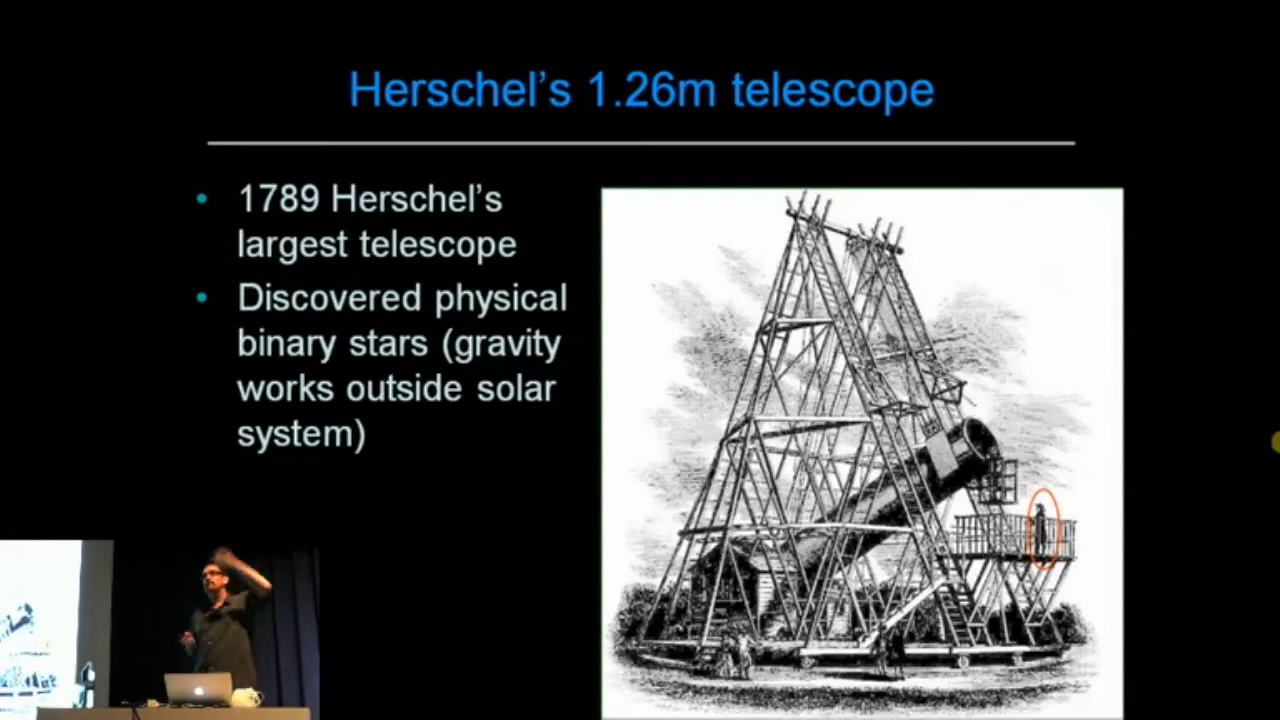 Herschel’s 1.26m telescope
• 1789 Herschel’s
largest telescope
• Discovered physical
binary stars (gravity
works outside solar
system)